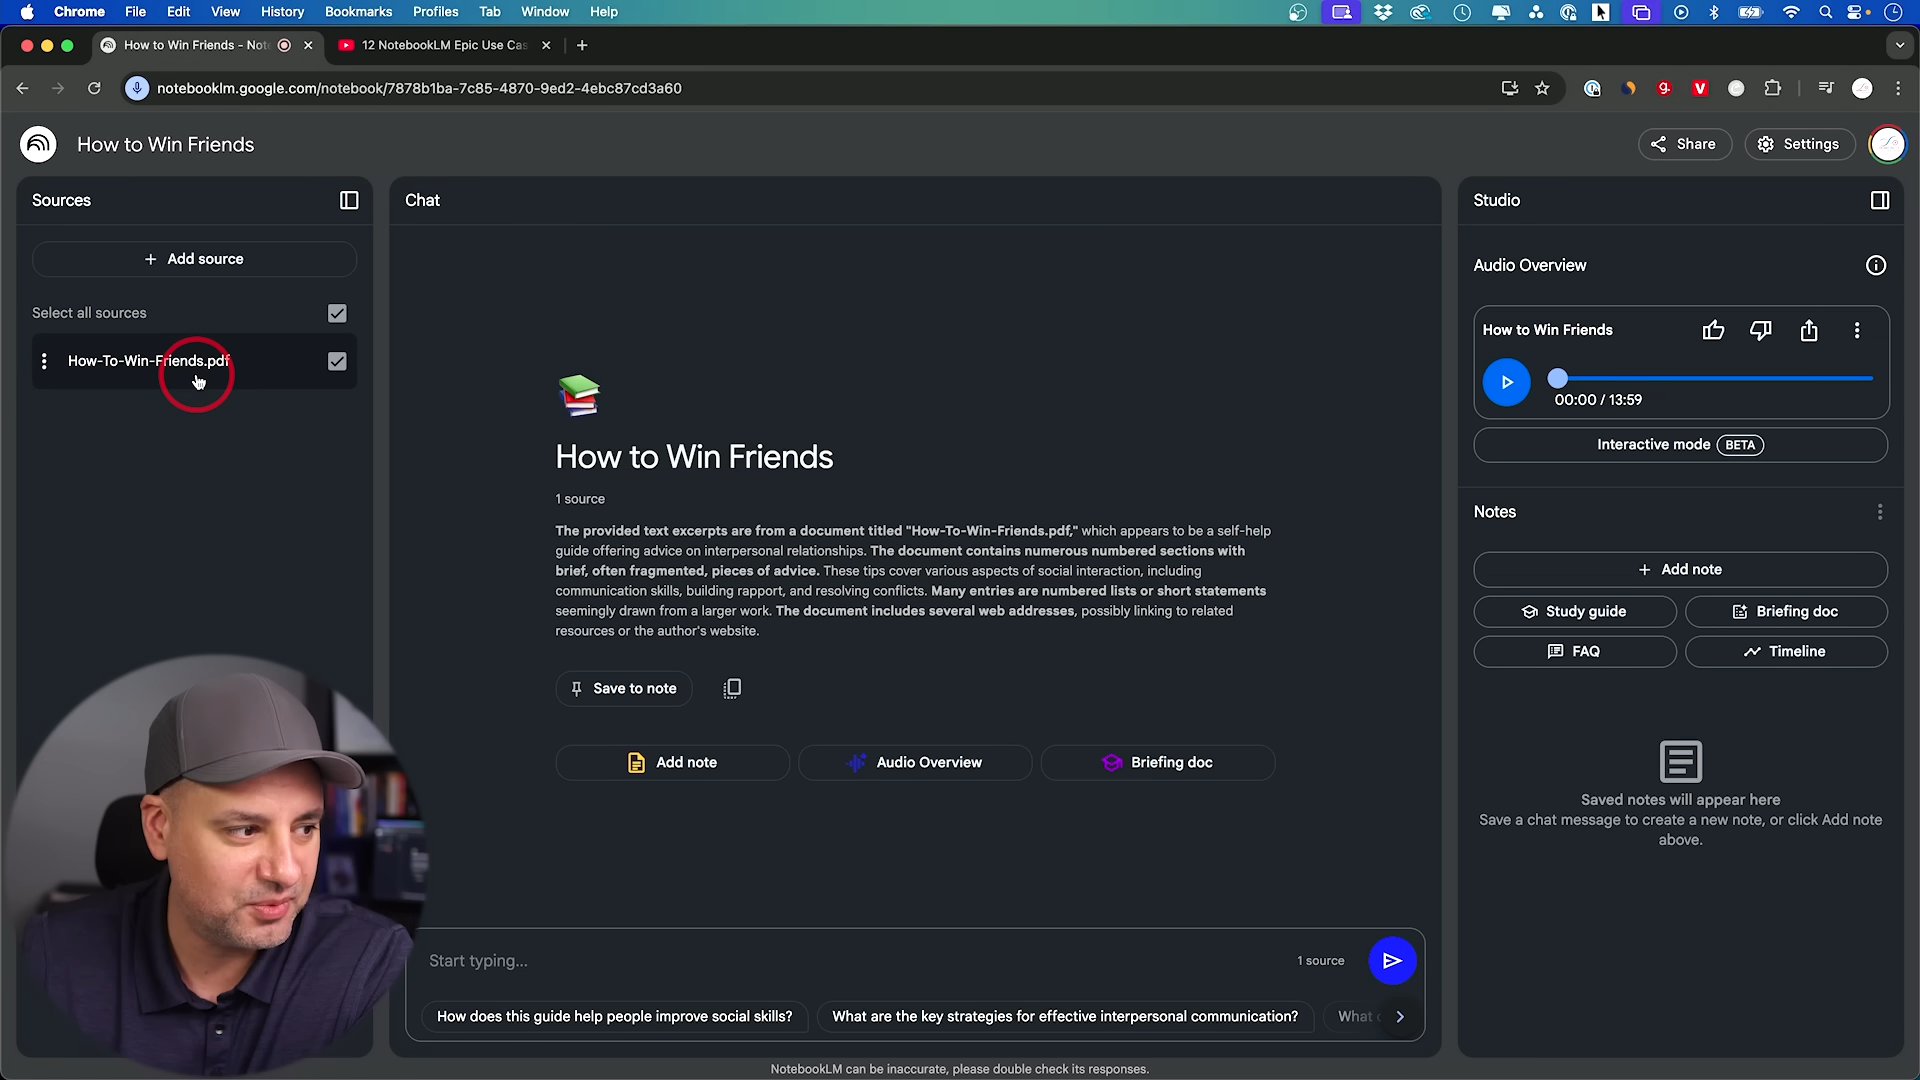 Chrome File Edit View History Bookmarks Profiles Tab Window Help
How to Win Friends - Note
12 NotebookLM Epic Use Cas
notebooklm.google.com/notebook/7878b1ba-7c85-4870-9ed2-4ebc87cd3a60
How to Win Friends
Share
Settings
Sources
Add source
Select all sources
How-To-Win-Friends.pdf
Chat
How to Win Friends
1 source
The provided text excerpts are from a document titled "How-To-Win-Friends.pdf," which appears to be a self-help
guide offering advice on interpersonal relationships. The document contains numerous numbered sections with
brief, often fragmented, pieces of advice. These tips cover various aspects of social interaction, including
communication skills, building rapport, and resolving conflicts. Many entries are numbered lists or short statements
seemingly drawn from a larger work. The document includes several web addresses, possibly linking to related
resources or the author's website.
Save to note
Add note
Audio Overview
Briefing doc
Start typing...
1 source
How does this guide help people improve social skills?
What are the key strategies for effective interpersonal communication?
What
NotebookLM can be inaccurate, please double check its responses.
Studio
Audio Overview
How to Win Friends
00:00 / 13:59
Interactive mode BETA
Notes
Add note
Study guide
Briefing doc
FAQ
Timeline
Saved notes will appear here
Save a chat message to create a new note, or click Add note
above.